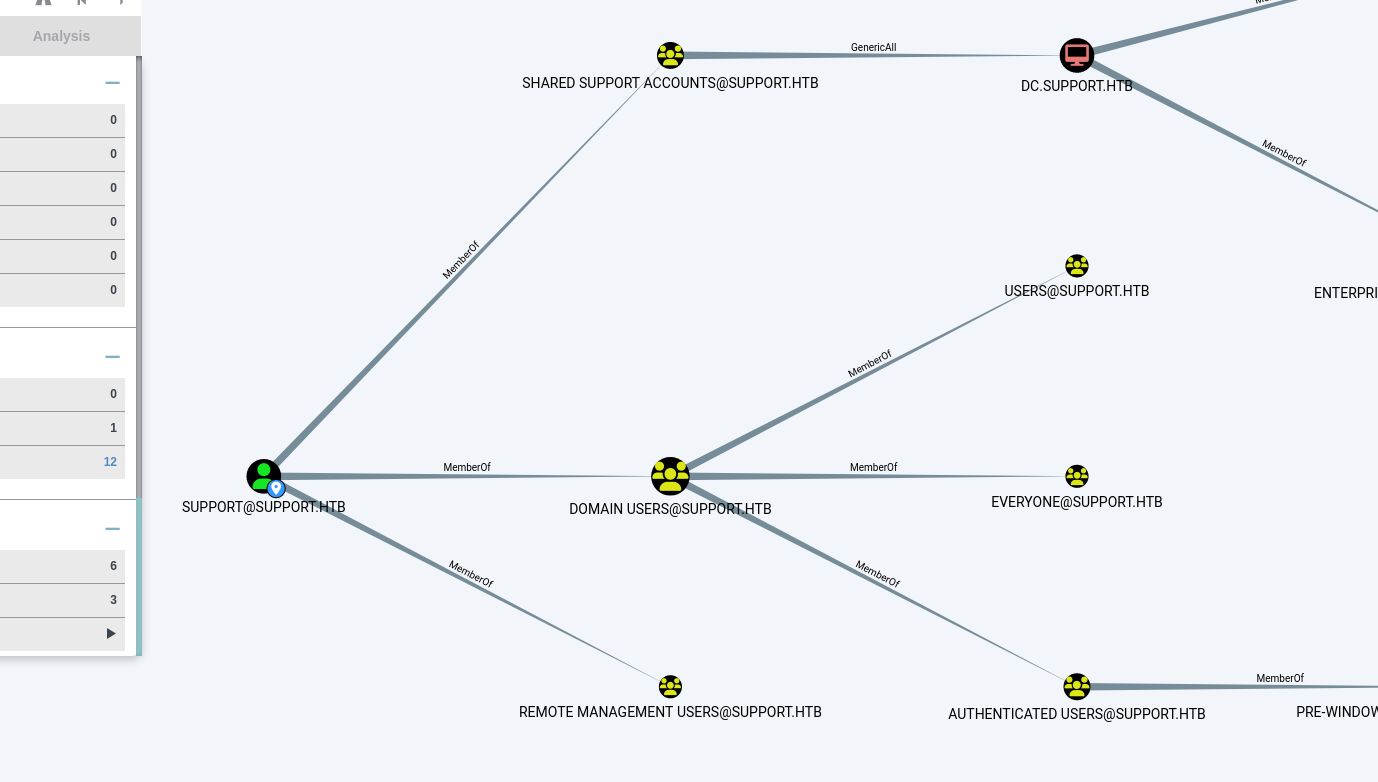 Analysis
0
0
0
0
0
0
0
1
12
6
3
GenericAll
SHARED SUPPORT ACCOUNTS@SUPPORT.HTB
DC.SUPPORT.HTB
MemberOf
MemberOf
USERS@SUPPORT.HTB
ENTERPRI
MemberOf
MemberOf
MemberOf
SUPPORT@SUPPORT.HTB
DOMAIN USERS@SUPPORT.HTB
EVERYONE@SUPPORT.HTB
MemberOf
MemberOf
MemberOf
REMOTE MANAGEMENT USERS@SUPPORT.HTB
AUTHENTICATED USERS@SUPPORT.HTB
PRE-WINDOW